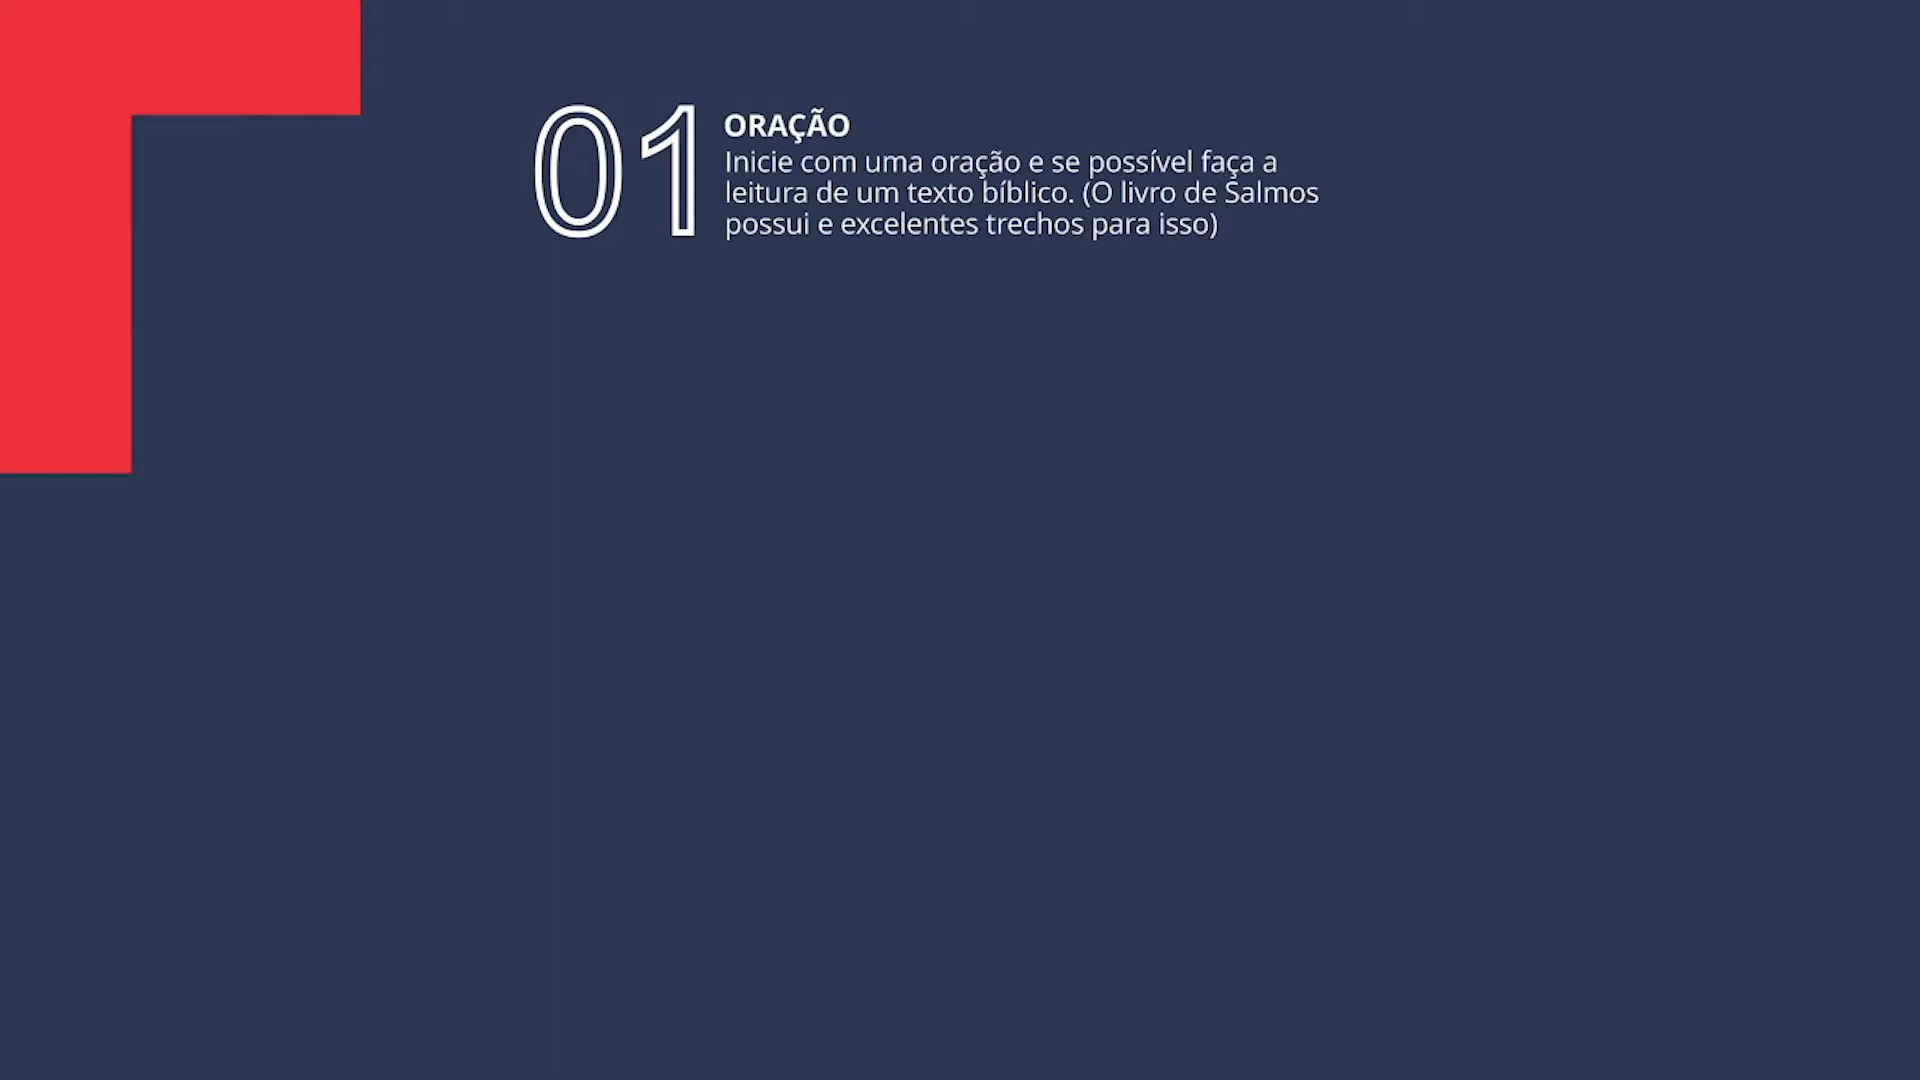 01
ORAÇÃO
Inicie com uma oração e se possível faça a
leitura de um texto bíblico. (O livro de Salmos
possui e excelentes trechos para isso)